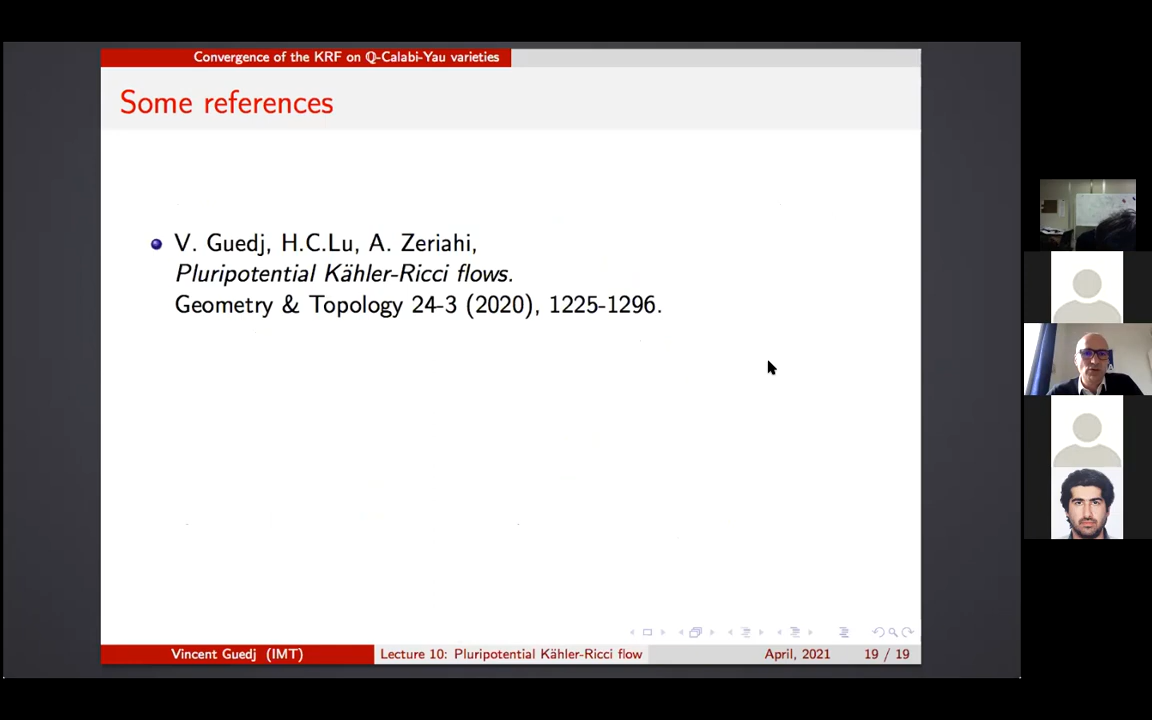 Convergence of the KRF on ℚ-Calabi-Yau varieties
Some references
V. Guedj, H.C.Lu, A. Zeriahi,
Pluripotential Kähler-Ricci flows.
Geometry & Topology 24-3 (2020), 1225-1296.
Vincent Guedj (IMT) Lecture 10: Pluripotential Kähler-Ricci flow April, 2021 19 / 19